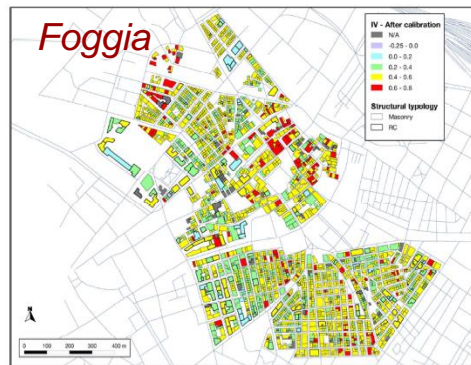 Foggia
IV - After calibration
N/A
-0.25 - 0.0
0.0 - 0.2
0.2 - 0.4
0.4 - 0.6
0.6 - 0.8
Structural typology
Masonry
RC
N
0 100 200 300 400 m